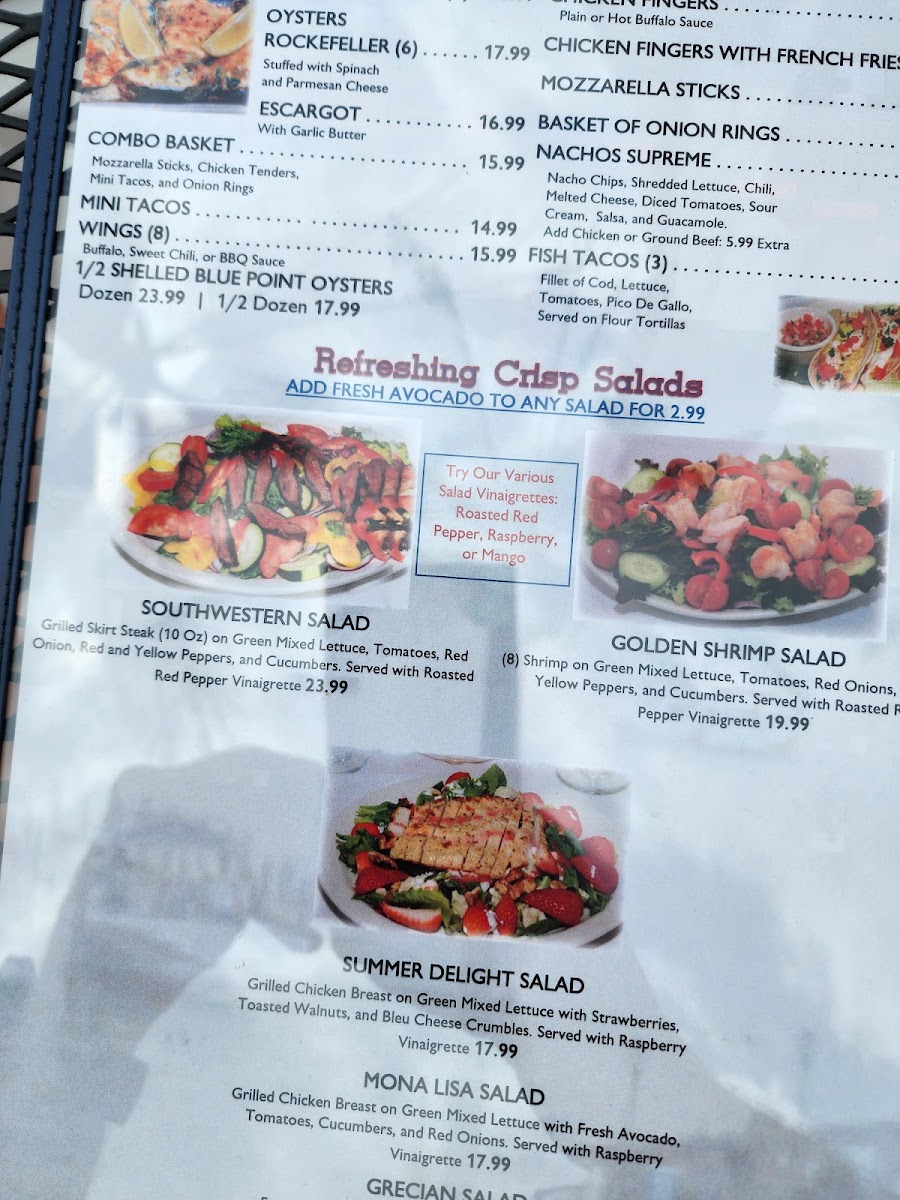 OYSTERS
ROCKEFELLER (6) ...... 17.99
Stuffed with Spinach
and Parmesan Cheese
ESCARGOT ............ 16.99
With Garlic Butter
COMBO BASKET .................... 15.99
Mozzarella Sticks, Chicken Tenders,
Mini Tacos, and Onion Rings
MINI TACOS ........................ 14.99
WINGS (8) .......................... 15.99
Buffalo, Sweet Chili, or BBQ Sauce
1/2 SHELLED BLUE POINT OYSTERS
Dozen 23.99 | 1/2 Dozen 17.99
CHICKEN FINGERS ................
Plain or Hot Buffalo Sauce
CHICKEN FINGERS WITH FRENCH FRIES
MOZZARELLA STICKS ..............
BASKET OF ONION RINGS ..........
NACHOS SUPREME .................
Nacho Chips, Shredded Lettuce, Chili,
Melted Cheese, Diced Tomatoes, Sour
Cream, Salsa, and Guacamole.
Add Chicken or Ground Beef: 5.99 Extra
FISH TACOS (3) ....................
Fillet of Cod, Lettuce,
Tomatoes, Pico De Gallo,
Served on Flour Tortillas
Refreshing Crisp Salads
ADD FRESH AVOCADO TO ANY SALAD FOR 2.99
Try Our Various
Salad Vinaigrettes:
Roasted Red
Pepper, Raspberry,
or Mango
SOUTHWESTERN SALAD
Grilled Skirt Steak (10 Oz) on Green Mixed Lettuce, Tomatoes, Red
Onion, Red and Yellow Peppers, and Cucumbers. Served with Roasted
Red Pepper Vinaigrette 23.99
GOLDEN SHRIMP SALAD
(8) Shrimp on Green Mixed Lettuce, Tomatoes, Red Onions,
Yellow Peppers, and Cucumbers. Served with Roasted R
Pepper Vinaigrette 19.99
SUMMER DELIGHT SALAD
Grilled Chicken Breast on Green Mixed Lettuce with Strawberries,
Toasted Walnuts, and Bleu Cheese Crumbles. Served with Raspberry
Vinaigrette 17.99
MONA LISA SALAD
Grilled Chicken Breast on Green Mixed Lettuce with Fresh Avocado,
Tomatoes, Cucumbers, and Red Onions. Served with Raspberry
Vinaigrette 17.99
GRECIAN SALAD